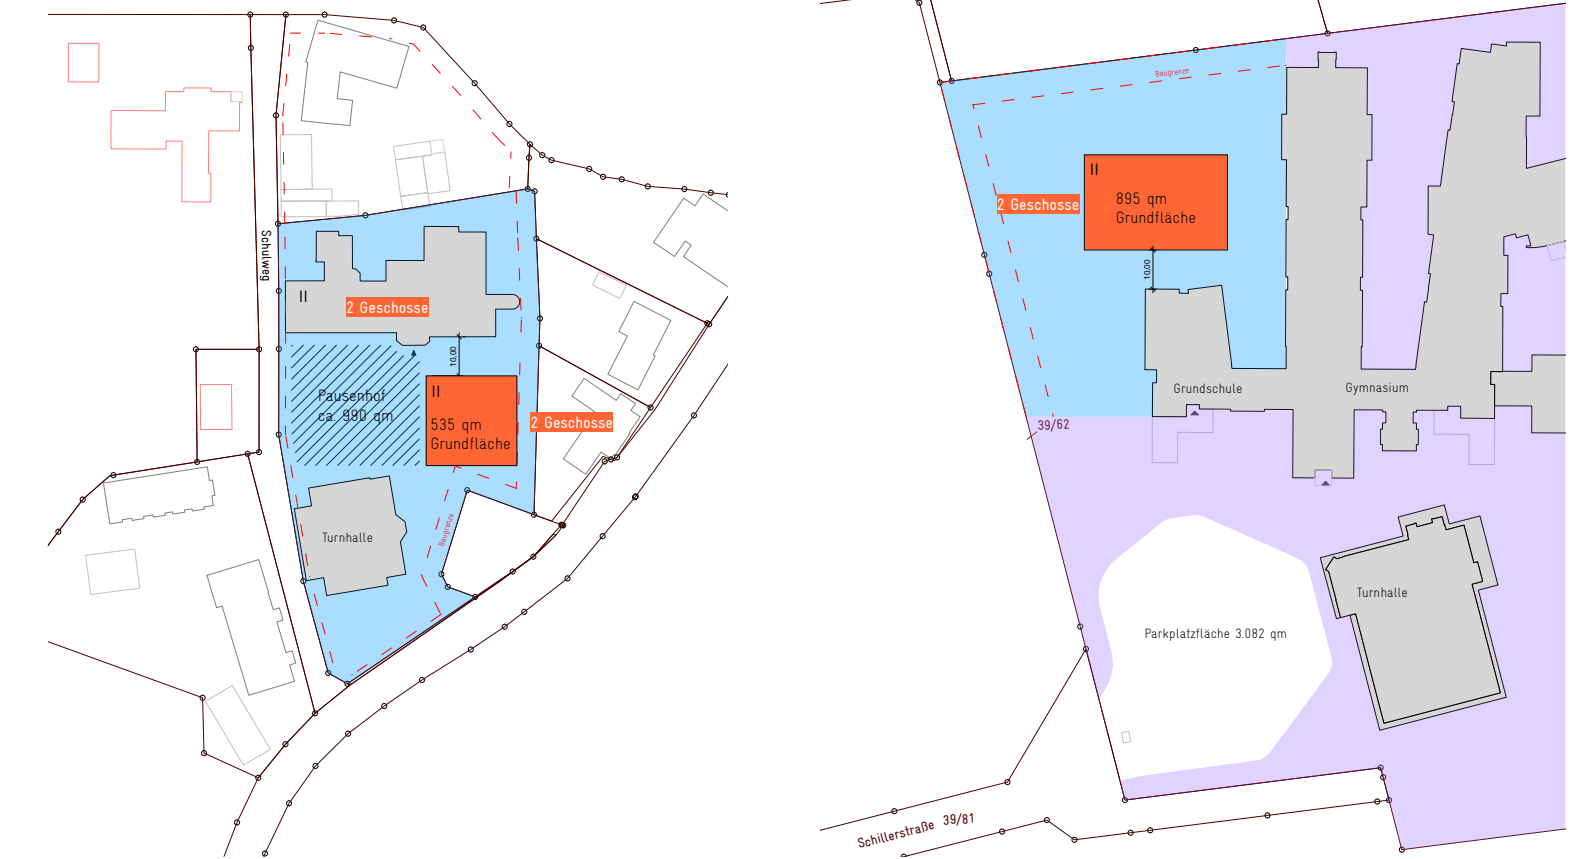 Schulweg
II
2 Geschosse
10,00
Pausenhof
ca. 990 qm
II
535 qm
Grundfläche
2 Geschosse
Turnhalle
Baugrenze
Baugrenze
II
2 Geschosse
895 qm
Grundfläche
10,00
Grundschule
Gymnasium
39/62
Turnhalle
Parkplatzfläche 3.082 qm
Schillerstraße 39/81